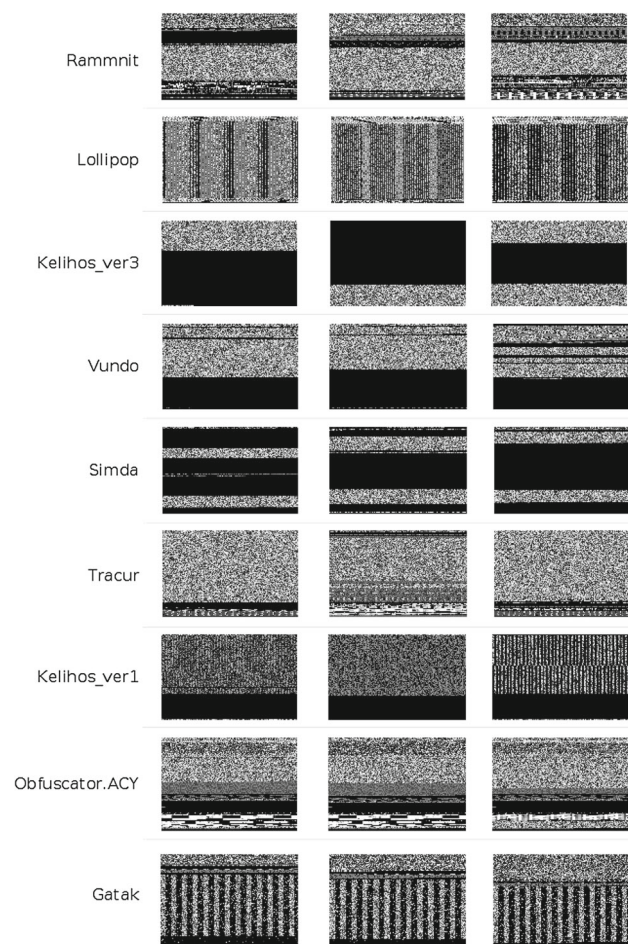 Rammnit
Lollipop
Kelihos_ver3
Vundo
Simda
Tracur
Kelihos_ver1
Obfuscator.ACY
Gatak